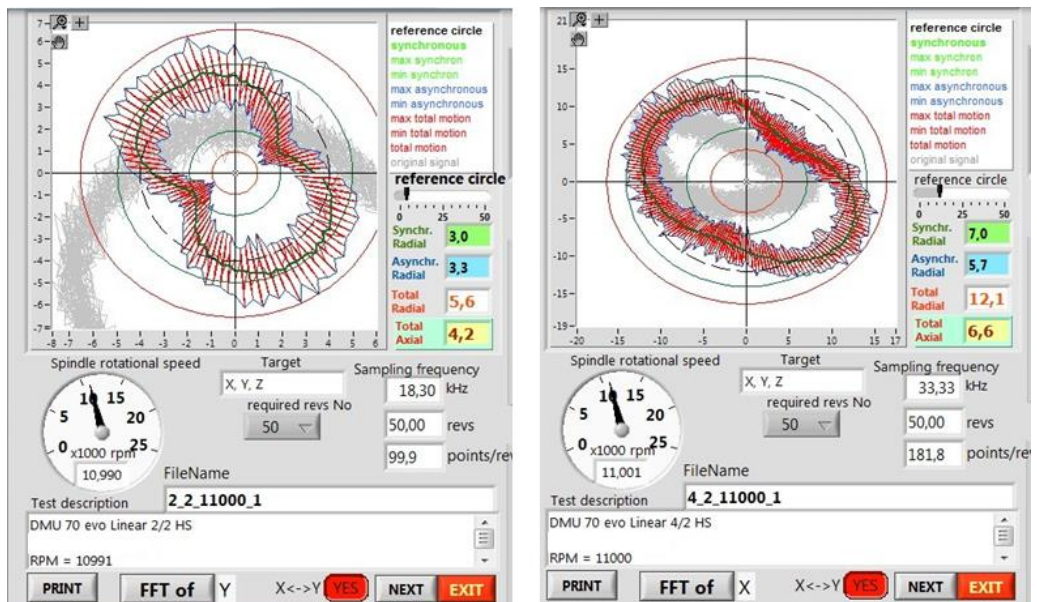 7
6
5
4
3
2
1
0
-1
-2
-3
-4
-5
-6
-7
-8 -7 -6 -5 -4 -3 -2 -1 0 1 2 3 4 5 6
reference circle
synchronous
max synchron
min synchron
max asynchronous
min asynchronous
max total motion
min total motion
total motion
original signal
reference circle
0 25 50
Synchr. Radial 3,0
Asynchr. Radial 3,3
Total Radial 5,6
Total Axial 4,2
Spindle rotational speed
0 5 10 15 20 25
x1000 rpm
10,990
Target
X, Y, Z
required revs No
50
Sampling frequency
18,30 kHz
50,00 revs
99,9 points/rev
FileName
2_2_11000_1
Test description
DMU 70 evo Linear 2/2 HS
RPM = 10991
PRINT FFT of Y X<->Y YES NEXT EXIT
21
15
10
5
0
-5
-10
-15
-19
-20 -15 -10 -5 0 5 10 15 17
reference circle
synchronous
max synchron
min synchron
max asynchronous
min asynchronous
max total motion
min total motion
total motion
original signal
reference circle
0 25 50
Synchr. Radial 7,0
Asynchr. Radial 5,7
Total Radial 12,1
Total Axial 6,6
Spindle rotational speed
0 5 10 15 20 25
x1000 rpm
11,001
Target
X, Y, Z
required revs No
50
Sampling frequency
33,33 kHz
50,00 revs
181,8 points/re
FileName
4_2_11000_1
Test description
DMU 70 evo Linear 4/2 HS
RPM = 11000
PRINT FFT of X X<->Y YES NEXT EXIT